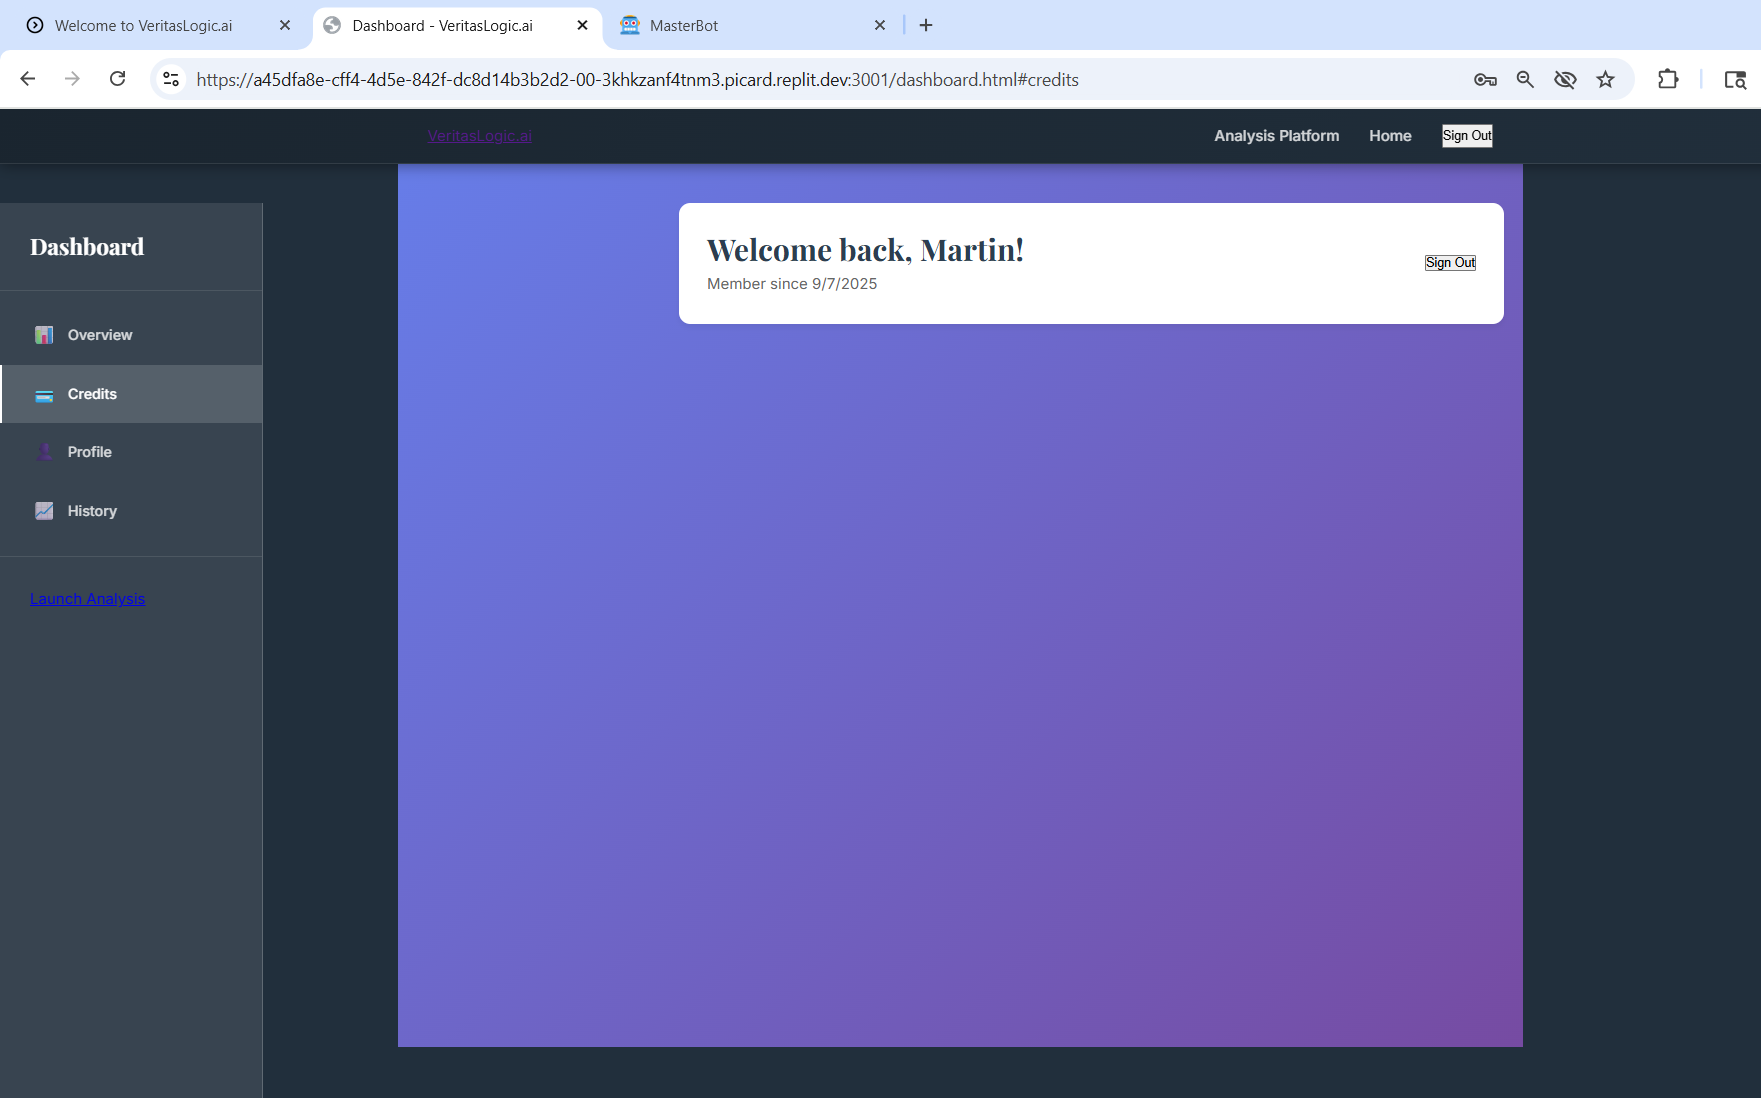 Welcome to VeritasLogic.ai
Dashboard - VeritasLogic.ai
MasterBot
https://a45dfa8e-cff4-4d5e-842f-dc8d14b3b2d2-00-3khkzanf4tnm3.picard.replit.dev:3001/dashboard.html#credits
VeritasLogic.ai
Analysis Platform
Home
Sign Out
Dashboard
Overview
Credits
Profile
History
Launch Analysis
Welcome back, Martin!
Member since 9/7/2025
Sign Out